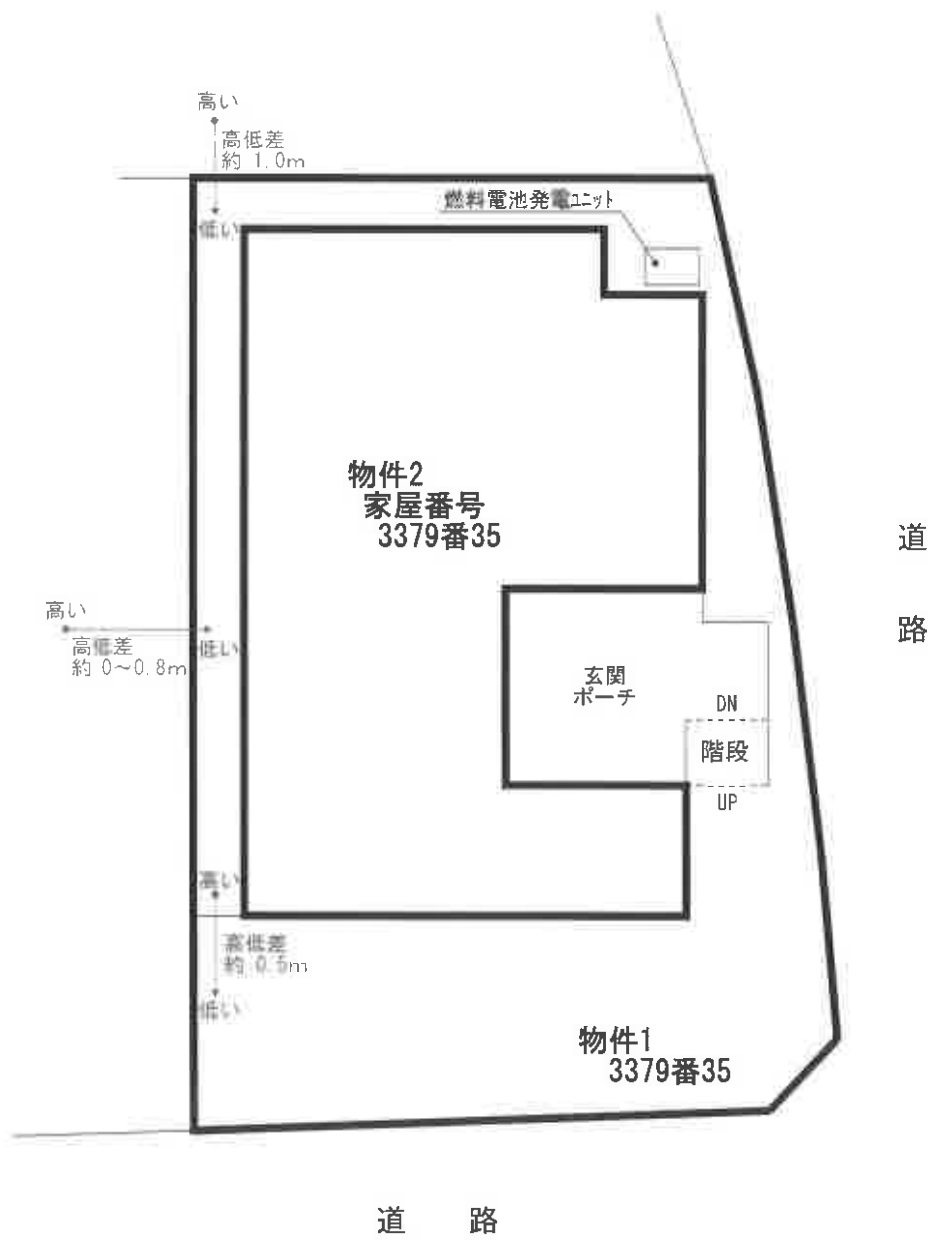 高い
高低差
約 1.0m
低い
燃料電池発電ユニット
物件2
家屋番号
3379番35
道路
高い
高低差
約 0～0.8m
低い
玄関
ポーチ
DN
階段
UP
高い
高低差
約 0.5m
低い
物件1
3379番35
道　路